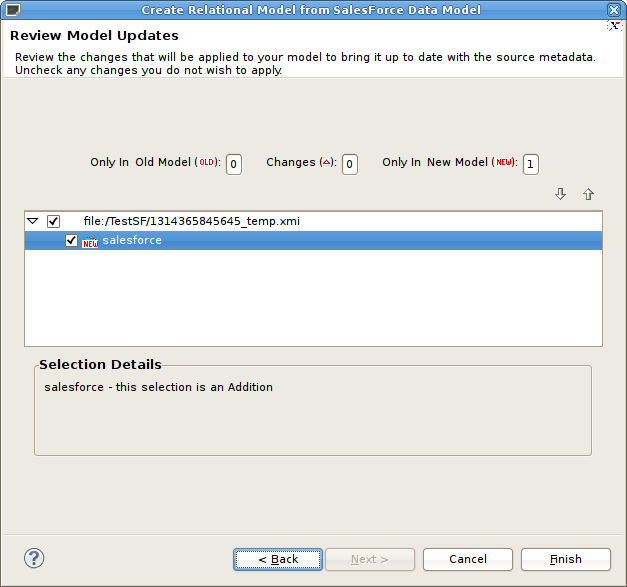 Create Relational Model from SalesForce Data Model
Review Model Updates
Review the changes that will be applied to your model to bring it up to date with the source metadata.
Uncheck any changes you do not wish to apply.
Only In Old Model (OLD): 0 Changes ( ): 0 Only In New Model (NEW): 1
file:/TestSF/1314365845645_temp.xmi
NEW salesforce
Selection Details
salesforce - this selection is an Addition
?
< Back Next > Cancel Finish